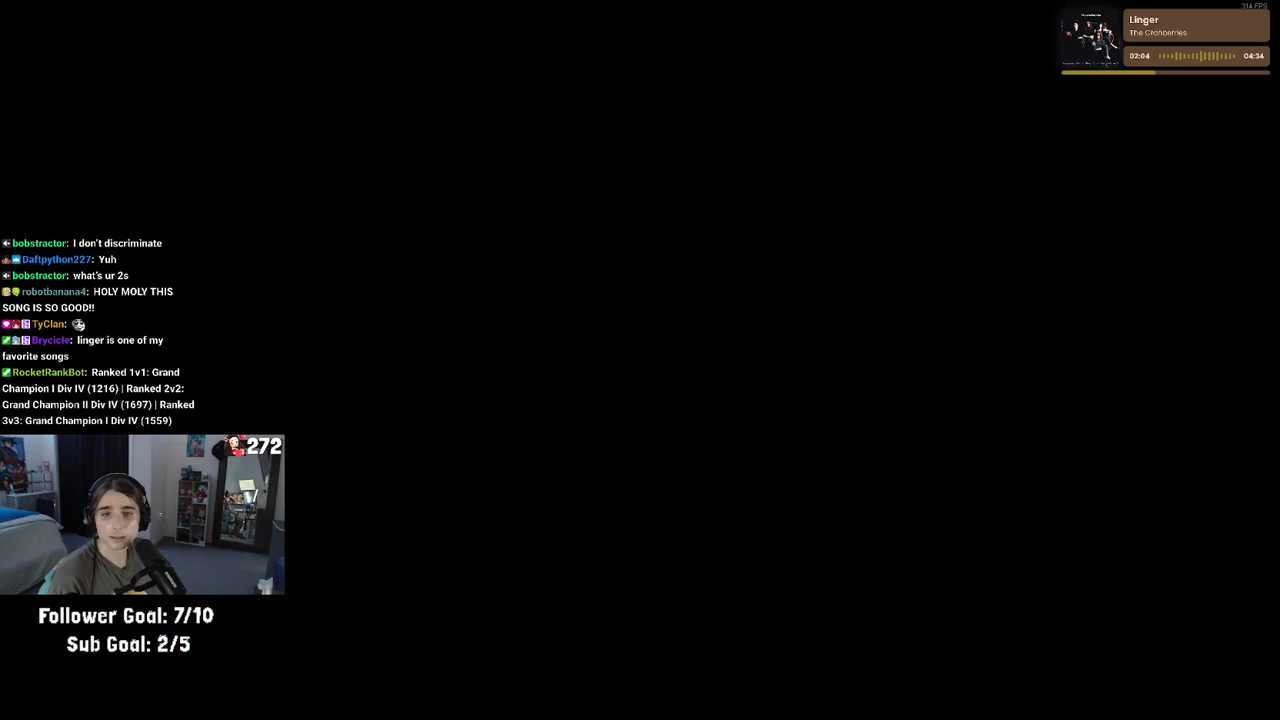 314 FPS
Linger
The Cranberries
02:04
04:34
bobstractor: I don't discriminate
Daftpython227: Yuh
bobstractor: what's ur 2s
robotbanana4: HOLY MOLY THIS
SONG IS SO GOOD!!
TyClan:
Brycicle: linger is one of my
favorite songs
RocketRankBot: Ranked 1v1: Grand
Champion I Div IV (1216) | Ranked 2v2:
Grand Champion II Div IV (1697) | Ranked
3v3: Grand Champion I Div IV (1559)
272
Follower Goal: 7/10
Sub Goal: 2/5